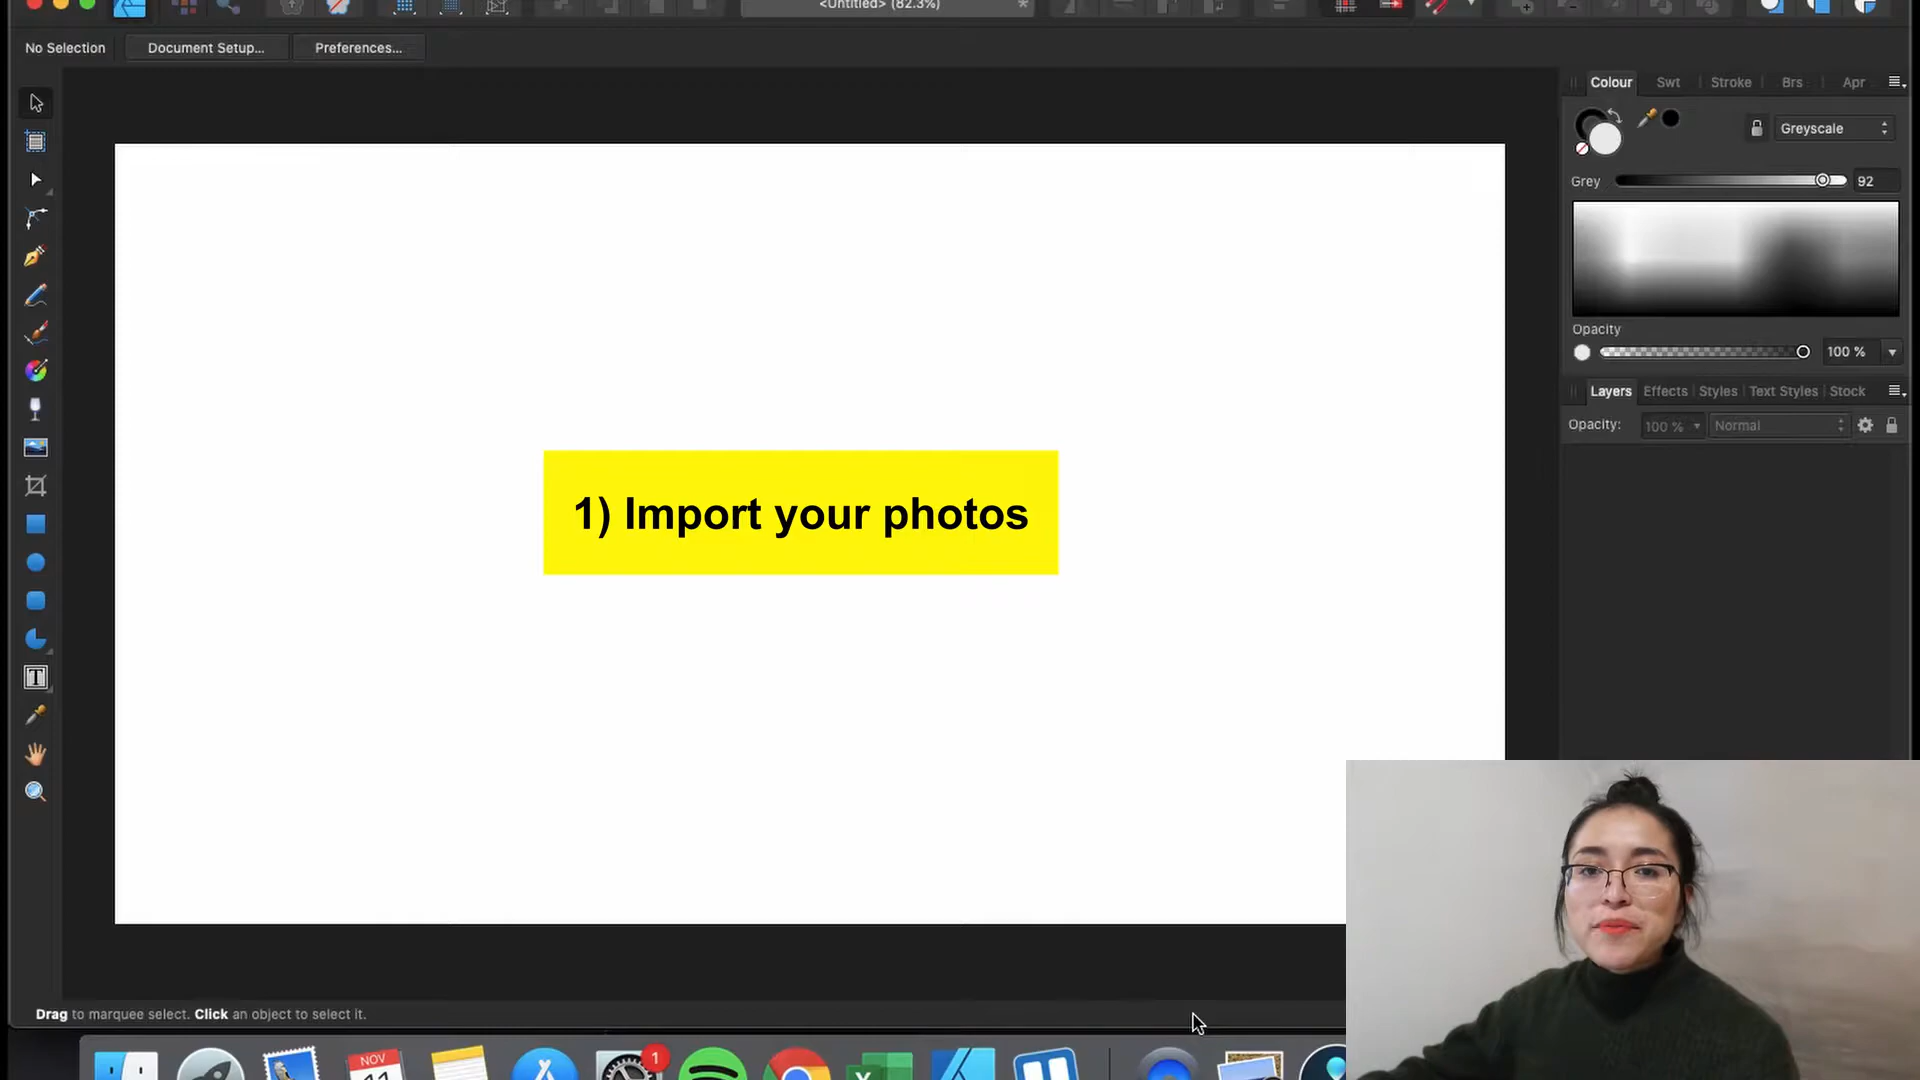 <Untitled> (82.3%) *
No Selection Document Setup... Preferences...
Colour Swt Stroke Brs Apr
Greyscale
Grey 92
Opacity
100 %
Layers Effects Styles Text Styles Stock
Opacity: 100 % Normal
1) Import your photos
T
Drag to marquee select. Click an object to select it.
NOV
11
1
X